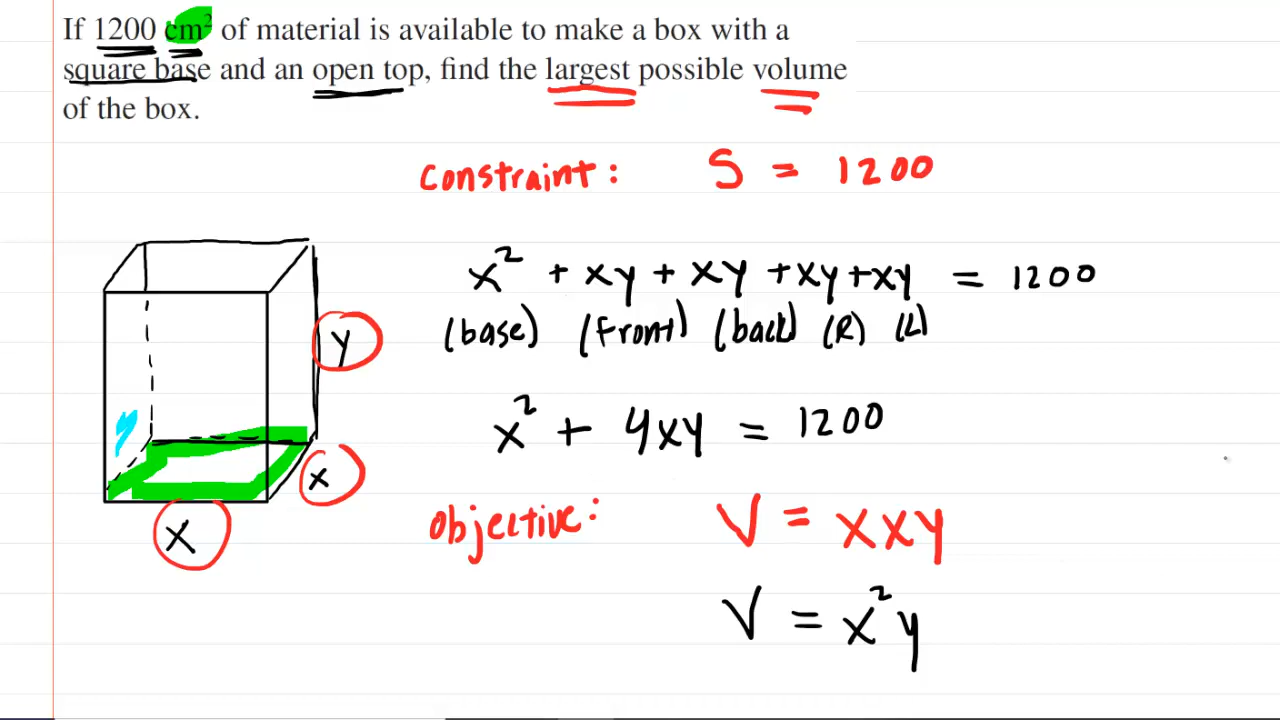 If 1200 cm² of material is available to make a box with a
square base and an open top, find the largest possible volume
of the box.
Constraint: S = 1200
x² + xy + xy + xy + xy = 1200
(base) (front) (back) (R) (L)
y
x² + 4xy = 1200
x
x
Objective: V = xxy
V = x²y